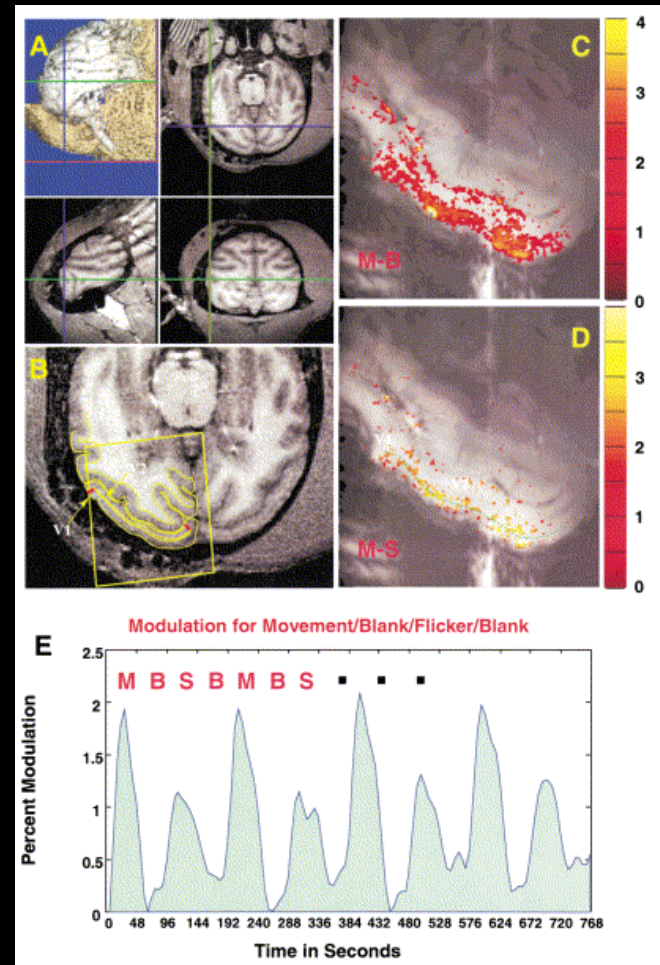 A
C
4
3
2
1
0
M-B
B
V1
D
3
2
1
0
M-S
Modulation for Movement/Blank/Flicker/Blank
E
M B S B M B S ■ ■ ■
2.5
2
1.5
1
0.5
0
Percent Modulation
0 48 96 144 192 240 288 336 384 432 480 528 576 624 672 720 768
Time in Seconds